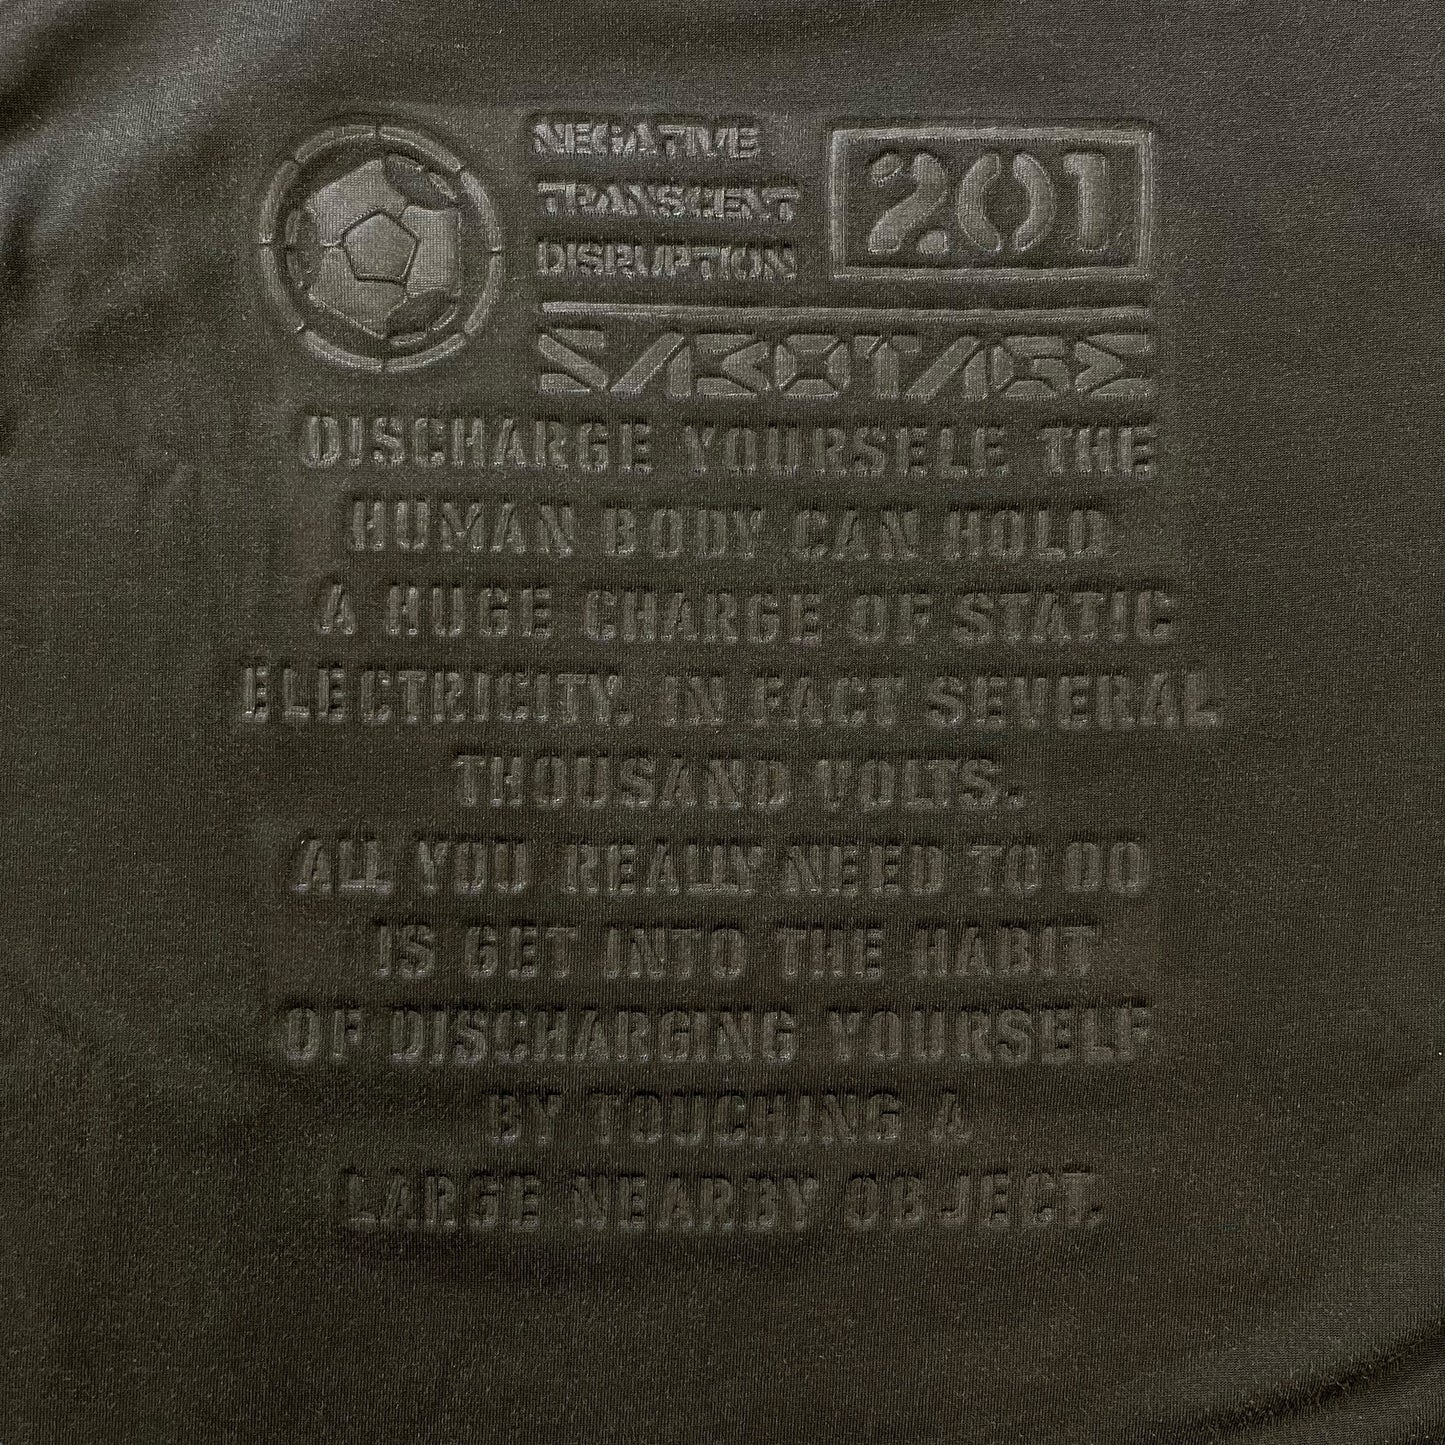 NEGATIVE
TRANSCENT
DISRUPTION
201
SABOTAGE
DISCHARGE YOURSELF THE
HUMAN BODY CAN HOLD
A HUGE CHARGE OF STATIC
ELECTRICITY. IN FACT SEVERAL
THOUSAND VOLTS..
ALL YOU REALLY NEED TO DO
IS GET INTO THE HABIT
OF DISCHARGING YOURSELF
BY TOUCHING A
LARGE NEARBY OBJECT.